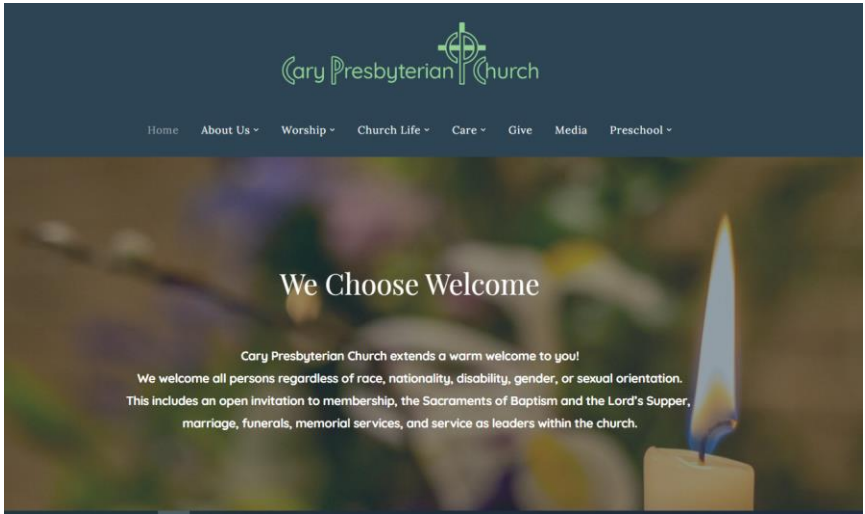 Cary Presbyterian Church
Home About Us Worship Church Life Care Give Media Preschool
We Choose Welcome
Cary Presbyterian Church extends a warm welcome to you!
We welcome all persons regardless of race, nationality, disability, gender, or sexual orientation.
This includes an open invitation to membership, the Sacraments of Baptism and the Lord's Supper,
marriage, funerals, memorial services, and service as leaders within the church.